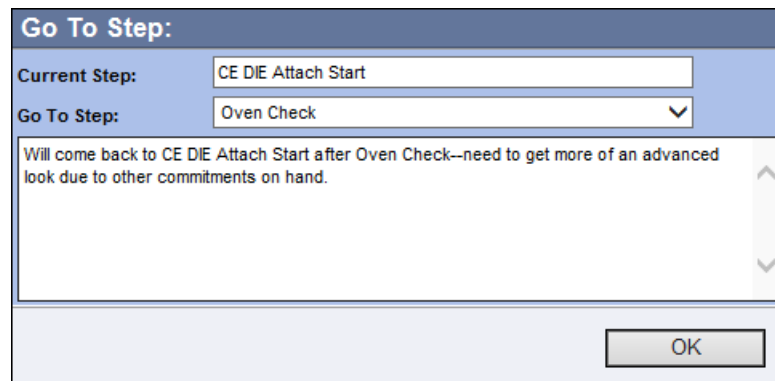 Go To Step:
Current Step: CE DIE Attach Start
Go To Step: Oven Check
Will come back to CE DIE Attach Start after Oven Check--need to get more of an advanced
look due to other commitments on hand.
OK